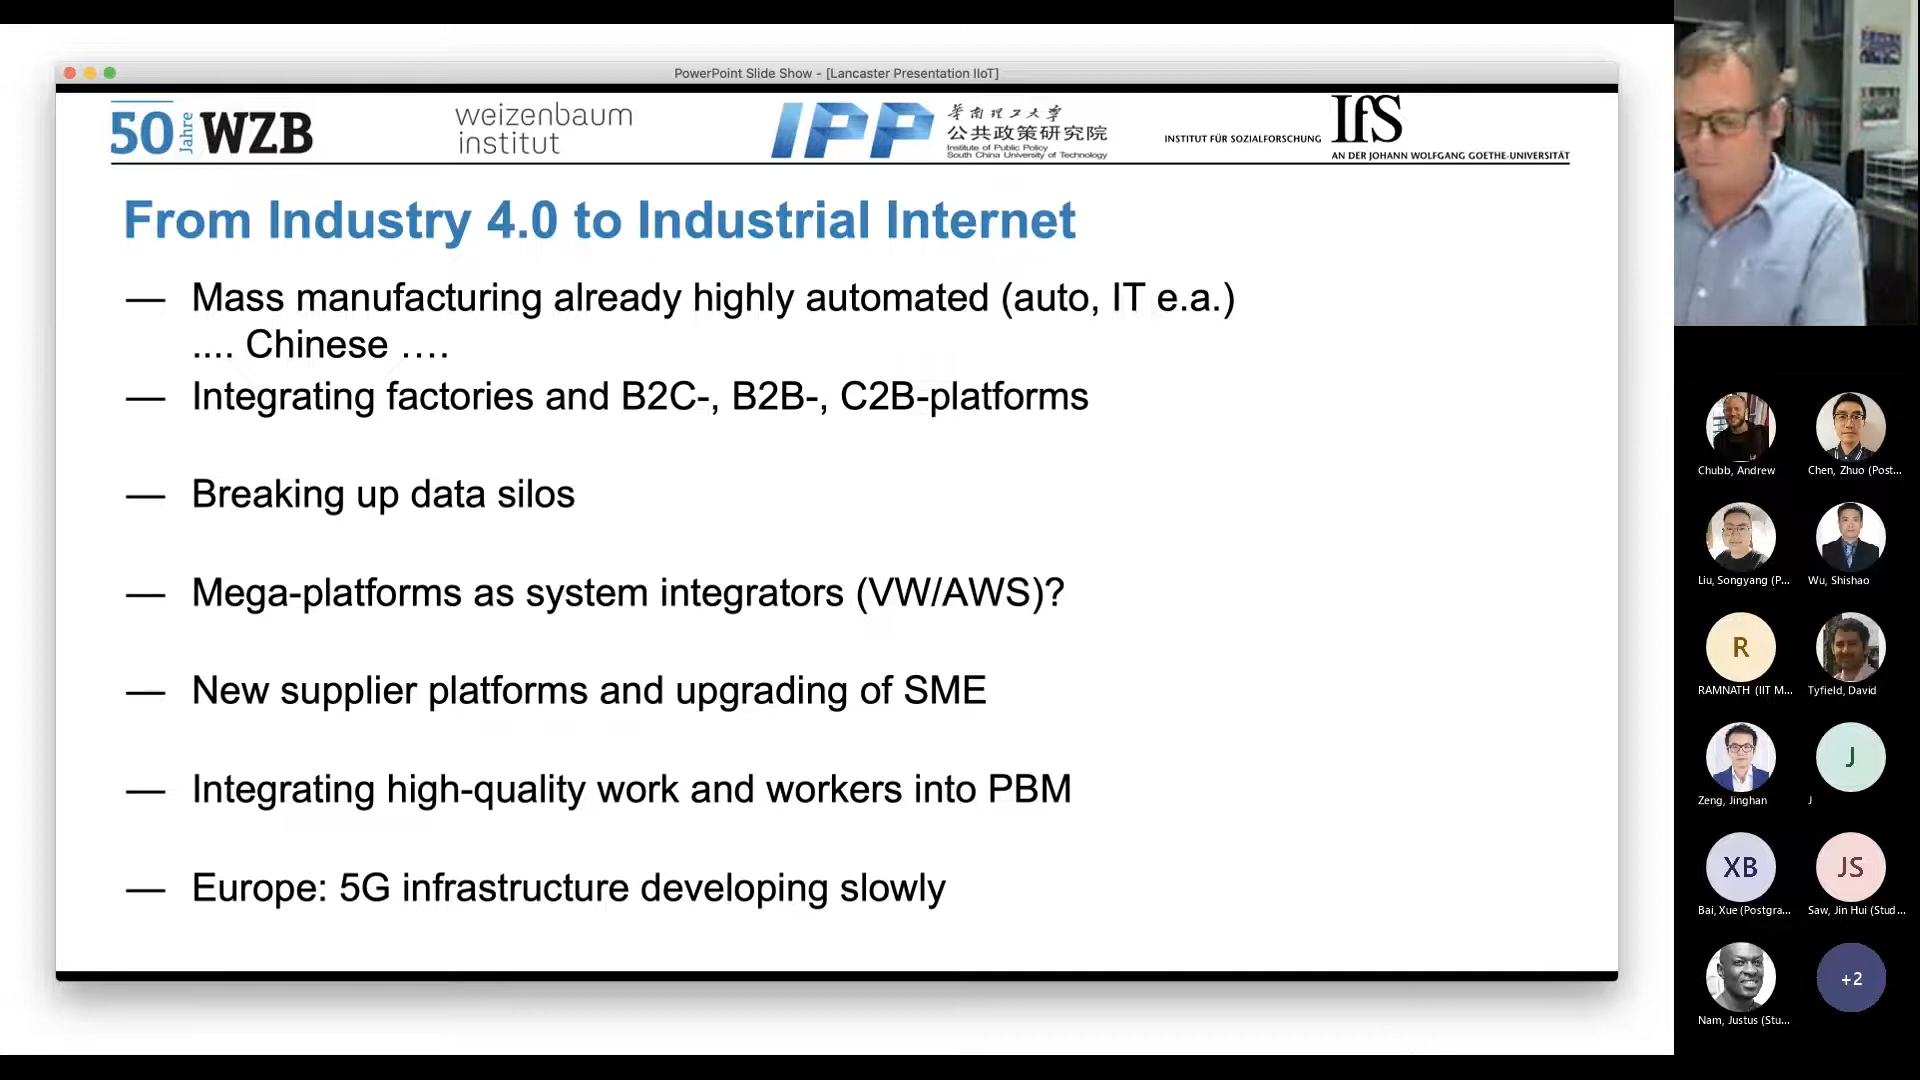 PowerPoint Slide Show - [Lancaster Presentation IIoT]
50 Jahre WZB
weizenbaum
institut
IPP
華南理工大学
公共政策研究院
Institute of Public Policy
South China University of Technology
INSTITUT FÜR SOZIALFORSCHUNG IfS
AN DER JOHANN WOLFGANG GOETHE-UNIVERSITÄT
From Industry 4.0 to Industrial Internet
— Mass manufacturing already highly automated (auto, IT e.a.)
.... Chinese ….
— Integrating factories and B2C-, B2B-, C2B-platforms
— Breaking up data silos
— Mega-platforms as system integrators (VW/AWS)?
— New supplier platforms and upgrading of SME
— Integrating high-quality work and workers into PBM
— Europe: 5G infrastructure developing slowly
Chubb, Andrew
Chen, Zhuo (Post...
Liu, Songyang (P...
Wu, Shishao
R
RAMNATH (IIT M...
Tyfield, David
Zeng, Jinghan
J
J
XB
Bai, Xue (Postgra...
JS
Saw, Jin Hui (Stud...
Nam, Justus (Stu...
+2